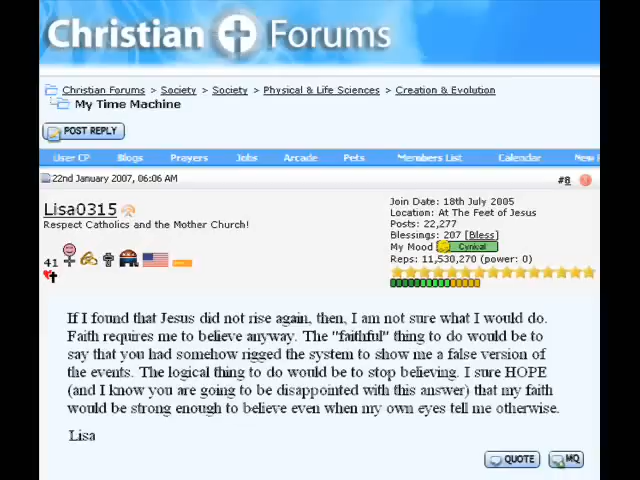 Christian Forums
Christian Forums > Society > Society > Physical & Life Sciences > Creation & Evolution
My Time Machine
POST REPLY
User CP Blogs Prayers Jobs Arcade Pets Members List Calendar New
22nd January 2007, 06:06 AM #8
Lisa0315
Respect Catholics and the Mother Church!
41
Join Date: 18th July 2005
Location: At The Feet of Jesus
Posts: 22,277
Blessings: 207 [Bless]
My Mood Cynical
Reps: 11,530,270 (power: 0)
If I found that Jesus did not rise again, then, I am not sure what I would do.
Faith requires me to believe anyway. The "faithful" thing to do would be to
say that you had somehow rigged the system to show me a false version of
the events. The logical thing to do would be to stop believing. I sure HOPE
(and I know you are going to be disappointed with this answer) that my faith
would be strong enough to believe even when my own eyes tell me otherwise.
Lisa
QUOTE MQ